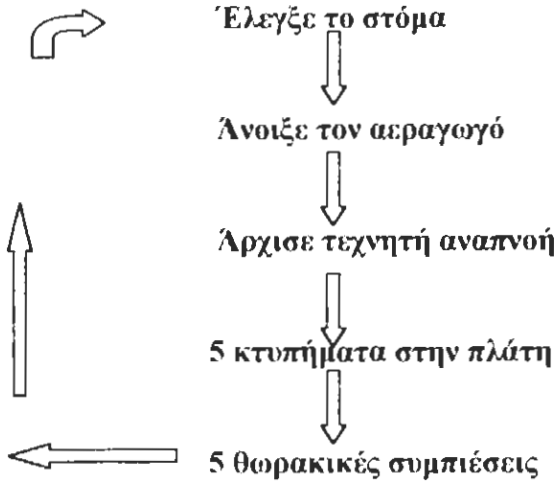 Έλεγξε το στόμα
Άνοιξε τον αεραγωγό
Άρχισε τεχνητή αναπνοή
5 κτυπήματα στην πλάτη
5 θωρακικές συμπιέσεις